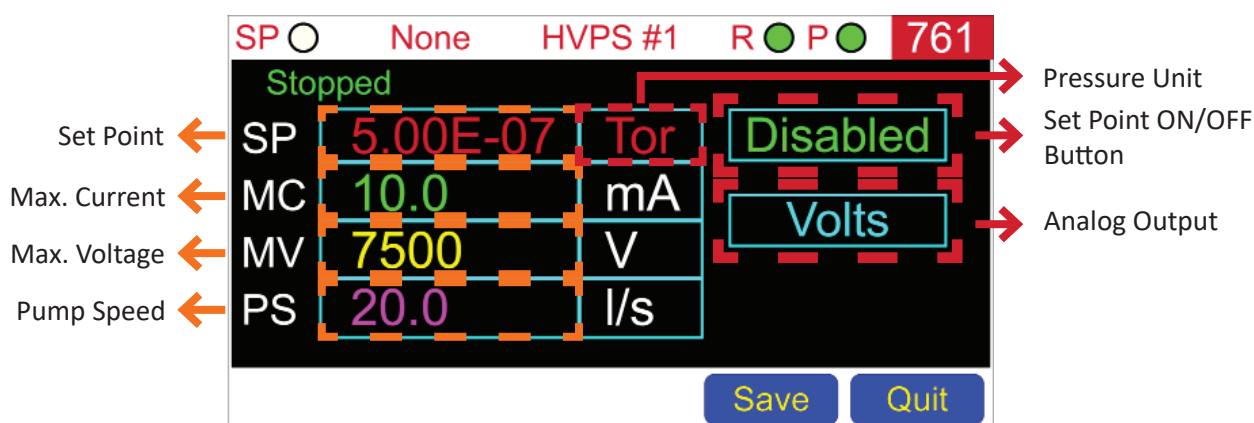 SP None HVPS #1 R P 761
Stopped
Pressure Unit
Set Point SP 5.00E-07 Tor Disabled Set Point ON/OFF
Button
Max. Current MC 10.0 mA
Volts Analog Output
Max. Voltage MV 7500 V
Pump Speed PS 20.0 l/s
Save Quit